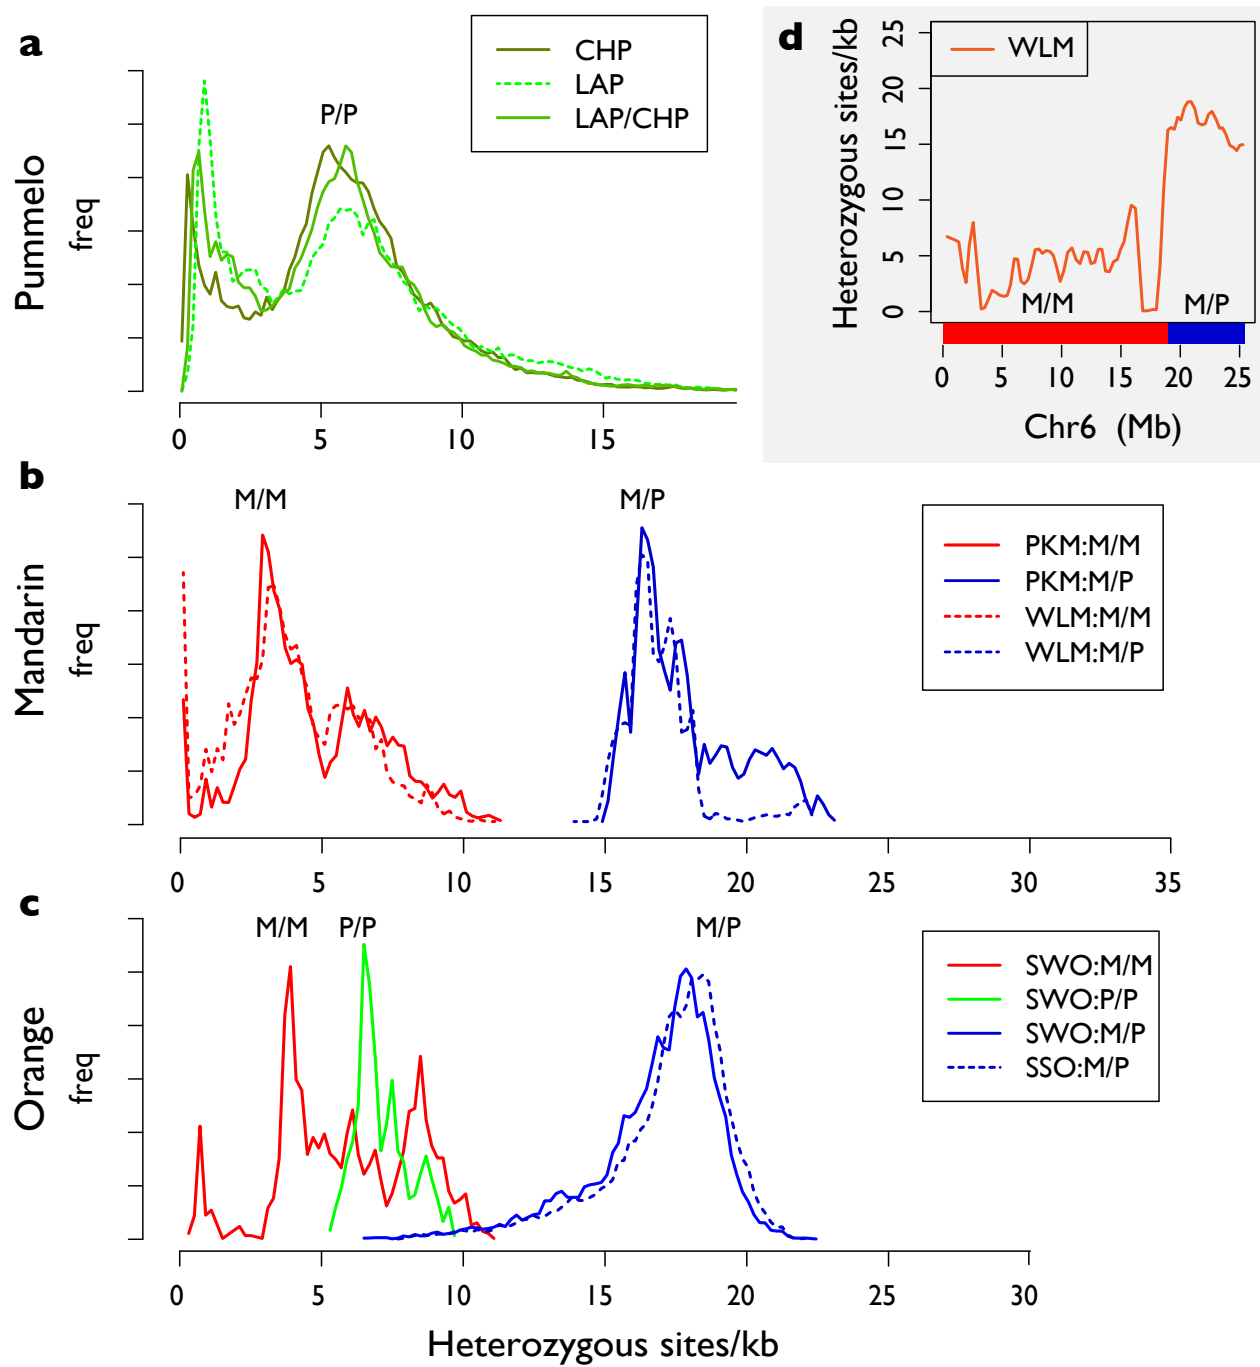 a
CHP
LAP
LAP/CHP
P/P
Pummelo
freq
0 5 10 15
d
Heterozygous sites/kb
WLM
25
20
15
10
5
0
M/M
M/P
0 5 10 15 20 25
Chr6 (Mb)
b
M/M
M/P
PKM:M/M
PKM:M/P
WLM:M/M
WLM:M/P
Mandarin
freq
0 5 10 15 20 25 30 35
c
M/M
P/P
M/P
SWO:M/M
SWO:P/P
SWO:M/P
SSO:M/P
Orange
freq
0 5 10 15 20 25 30
Heterozygous sites/kb